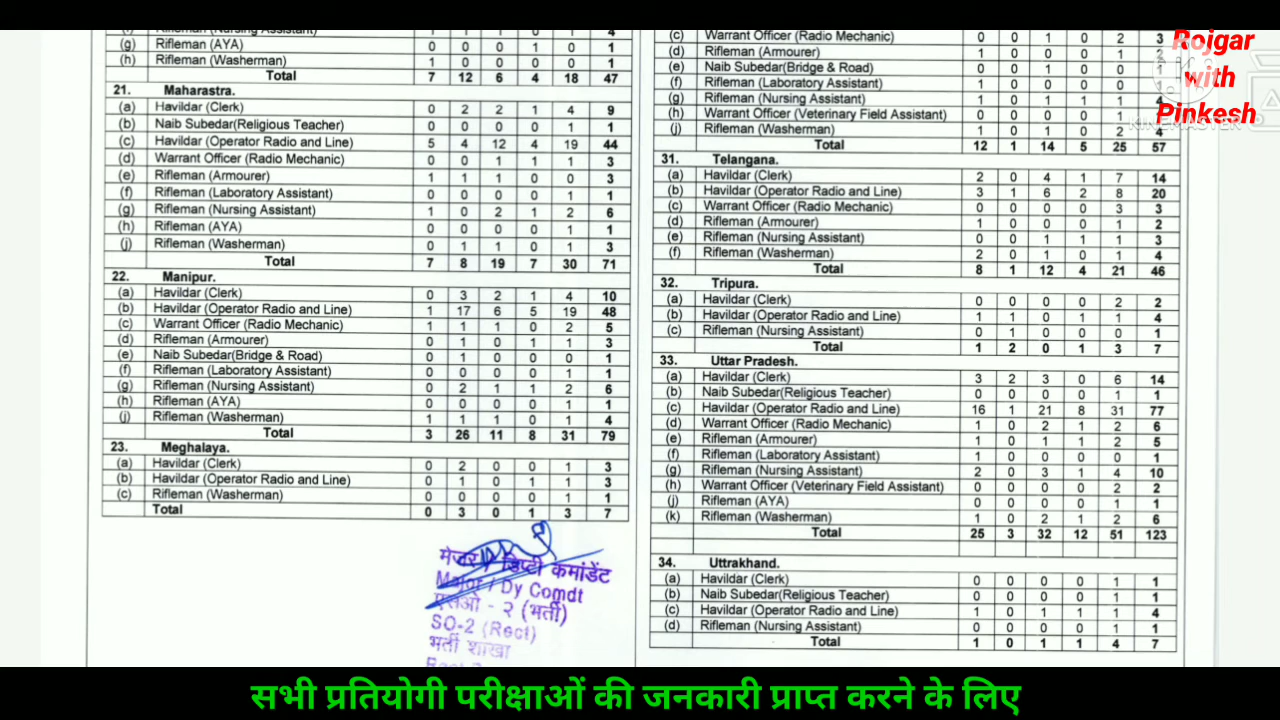 Rifleman (Nursing Assistant) 1 1 1 0 1 4
(g) Rifleman (AYA) 0 0 0 1 0 1
(h) Rifleman (Washerman) 1 0 0 0 0 1
Total 7 12 6 4 18 47
21. Maharastra.
(a) Havildar (Clerk) 0 2 2 1 4 9
(b) Naib Subedar(Religious Teacher) 0 0 0 0 1 1
(c) Havildar (Operator Radio and Line) 5 4 12 4 19 44
(d) Warrant Officer (Radio Mechanic) 0 0 1 1 1 3
(e) Rifleman (Armourer) 1 1 1 0 0 3
(f) Rifleman (Laboratory Assistant) 0 0 0 0 1 1
(g) Rifleman (Nursing Assistant) 1 0 2 1 2 6
(h) Rifleman (AYA) 0 0 0 0 1 1
(j) Rifleman (Washerman) 0 1 1 0 1 3
Total 7 8 19 7 30 71
22. Manipur.
(a) Havildar (Clerk) 0 3 2 1 4 10
(b) Havildar (Operator Radio and Line) 1 17 6 5 19 48
(c) Warrant Officer (Radio Mechanic) 1 1 1 0 2 5
(d) Rifleman (Armourer) 0 1 0 1 1 3
(e) Naib Subedar(Bridge & Road) 0 1 0 0 0 1
(f) Rifleman (Laboratory Assistant) 0 0 0 0 1 1
(g) Rifleman (Nursing Assistant) 0 2 1 1 2 6
(h) Rifleman (AYA) 0 0 0 0 1 1
(j) Rifleman (Washerman) 1 1 1 0 1 4
Total 3 26 11 8 31 79
23. Meghalaya.
(a) Havildar (Clerk) 0 2 0 0 1 3
(b) Havildar (Operator Radio and Line) 0 1 0 1 1 3
(c) Rifleman (Washerman) 0 0 0 0 1 1
Total 0 3 0 1 3 7
मेजर / डिप्टी कमांडेंट
Major / Dy Comdt
एसओ - २ (भर्ती)
SO-2 (Rect)
भर्ती शाखा
(c) Warrant Officer (Radio Mechanic) 0 0 1 0 2 3
(d) Rifleman (Armourer) 1 0 0 0 1 2
(e) Naib Subedar(Bridge & Road) 0 0 1 0 0
(f) Rifleman (Laboratory Assistant) 1 0 0 0 0
(g) Rifleman (Nursing Assistant) 1 0 1 1 1 4
(h) Warrant Officer (Veterinary Field Assistant) 0 0 0 0 1
(j) Rifleman (Washerman) 1 0 1 0 2 4
Total 12 1 14 5 25 57
31. Telangana.
(a) Havildar (Clerk) 2 0 4 1 7 14
(b) Havildar (Operator Radio and Line) 3 1 6 2 8 20
(c) Warrant Officer (Radio Mechanic) 0 0 0 0 3 3
(d) Rifleman (Armourer) 1 0 0 0 1 2
(e) Rifleman (Nursing Assistant) 0 0 1 1 1 3
(f) Rifleman (Washerman) 2 0 1 0 1 4
Total 8 1 12 4 21 46
32. Tripura.
(a) Havildar (Clerk) 0 0 0 0 2 2
(b) Havildar (Operator Radio and Line) 1 1 0 1 1 4
(c) Rifleman (Nursing Assistant) 0 1 0 0 0 1
Total 1 2 0 1 3 7
33. Uttar Pradesh.
(a) Havildar (Clerk) 3 2 3 0 6 14
(b) Naib Subedar(Religious Teacher) 0 0 0 0 1 1
(c) Havildar (Operator Radio and Line) 16 1 21 8 31 77
(d) Warrant Officer (Radio Mechanic) 1 0 2 1 2 6
(e) Rifleman (Armourer) 1 0 1 1 2 5
(f) Rifleman (Laboratory Assistant) 1 0 0 0 0 1
(g) Rifleman (Nursing Assistant) 2 0 3 1 4 10
(h) Warrant Officer (Veterinary Field Assistant) 0 0 0 0 2 2
(j) Rifleman (AYA) 0 0 0 0 1 1
(k) Rifleman (Washerman) 1 0 2 1 2 6
Total 25 3 32 12 51 123
34. Uttrakhand.
(a) Havildar (Clerk) 0 0 0 0 1 1
(b) Naib Subedar(Religious Teacher) 0 0 0 0 1 1
(c) Havildar (Operator Radio and Line) 1 0 1 1 1 4
(d) Rifleman (Nursing Assistant) 0 0 0 0 1 1
Total 1 0 1 1 4 7
Rojgar
with
Pinkesh
KINEMASTER
सभी प्रतियोगी परीक्षाओं की जनकारी प्राप्त करने के लिए